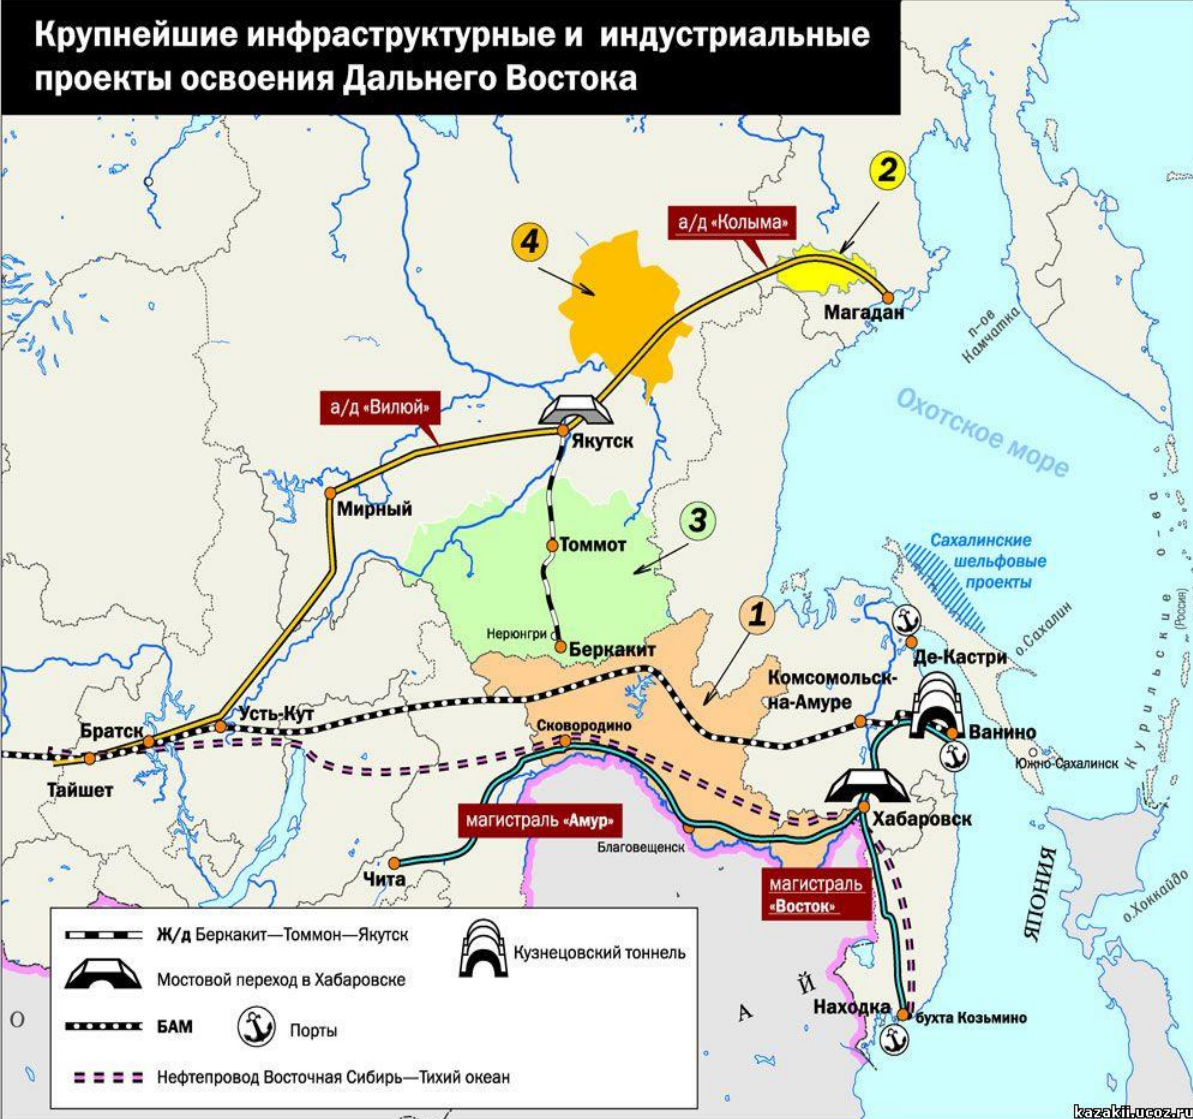 Крупнейшие инфраструктурные и индустриальные
проекты освоения Дальнего Востока
2
а/д «Колыма»
4
Магадан
п-ов
Камчатка
Охотское море
а/д «Вилюй»
Якутск
Мирный
3
Томмот
Сахалинские
шельфовые
проекты
Курильские о-ва
(Россия)
1
о.Сахалин
Нерюнгри
Беркакит
Де-Кастри
Комсомольск-
на-Амуре
Братск
Усть-Кут
Сковородино
Ванино
Южно-Сахалинск
Тайшет
магистраль «Амур»
Хабаровск
Благовещенск
Чита
магистраль
«Восток»
ЯПОНИЯ
о.Хоккайдо
Ж/д Беркакит—Томмон—Якутск
Кузнецовский тоннель
Мостовой переход в Хабаровске
О
А Й
Находка
бухта Козьмино
БАМ
Порты
Нефтепровод Восточная Сибирь—Тихий океан
kazakii.ucoz.ru